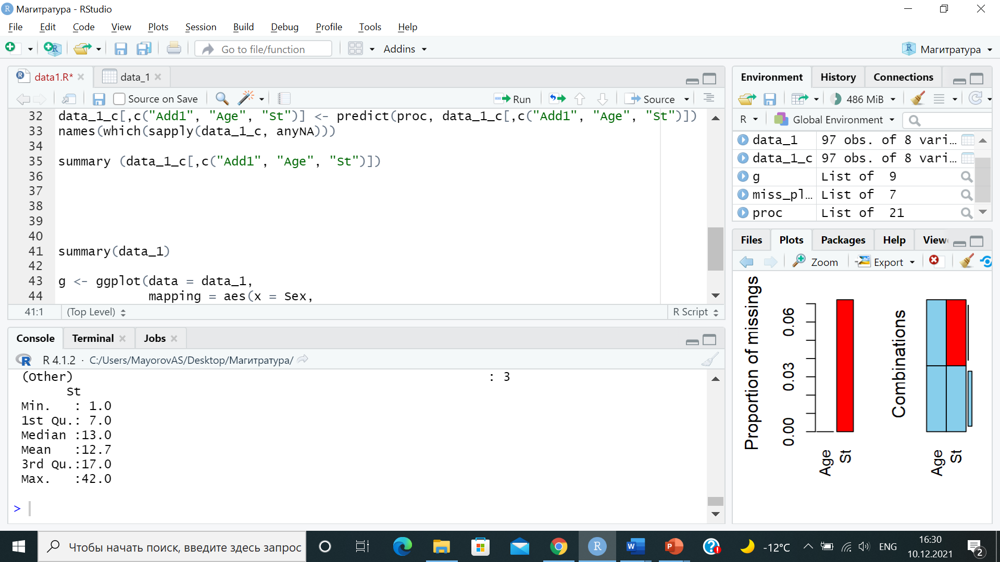 Магитратура - RStudio
File Edit Code View Plots Session Build Debug Profile Tools Help
Go to file/function Addins Магитратура
data1.R* data_1
Source on Save Run Source
32 data_1_c[,c("Add1", "Age", "St")] <- predict(proc, data_1_c[,c("Add1", "Age", "St")])
33 names(which(sapply(data_1_c, anyNA)))
34
35 summary (data_1_c[,c("Add1", "Age", "St")])
36
37
38
39
40
41 summary(data_1)
42
43 g <- ggplot(data = data_1,
44 mapping = aes(x = Sex,
41:1 (Top Level) R Script
Console Terminal Jobs
R 4.1.2 · C:/Users/MayorovAS/Desktop/Магитратура/
(Other) : 3
St
Min. : 1.0
1st Qu.: 7.0
Median :13.0
Mean :12.7
3rd Qu.:17.0
Max. :42.0
>
Environment History Connections
486 MiB
R Global Environment
data_1 97 obs. of 8 vari…
data_1_c 97 obs. of 8 vari…
g List of 9
miss_pl… List of 7
proc List of 21
Files Plots Packages Help View
Zoom Export
Proportion of missings
0.00 0.03 0.06
Age St
Combinations
Age St
Чтобы начать поиск, введите здесь запрос
-12°C
ENG
16:30
10.12.2021
2